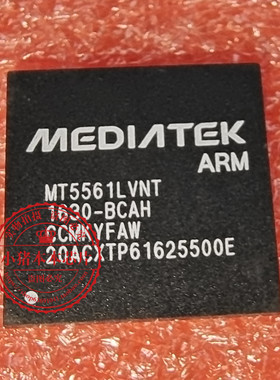 MEDIATEK
ARM
MT5561LVNT
1630-BCAH
CCMKYFAW
20ACXTP61625500E